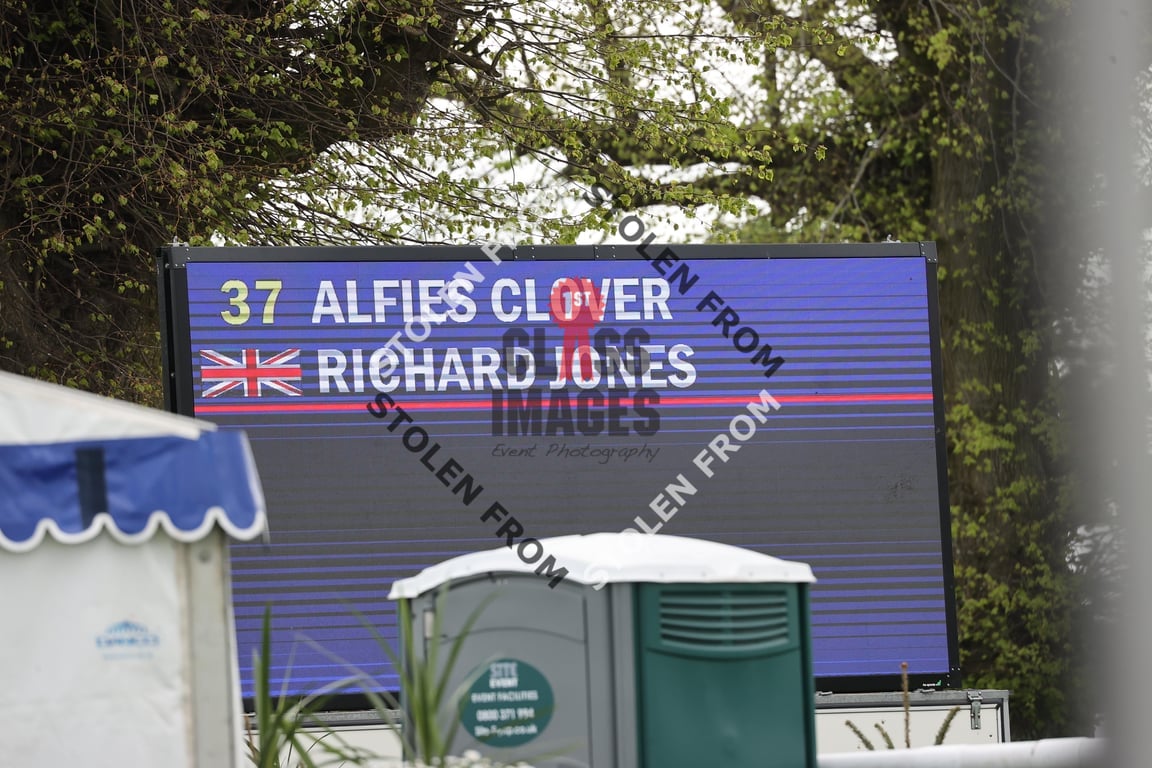 37 ALFIES CLOVER
RICHARD JONES
1ST
CLASS
IMAGES
Event Photography
STOLEN FROM
STOLEN FROM
STOLEN FROM
STOLEN FROM
SITE
EVENT
EVENT FACILITIES
0800 371 994